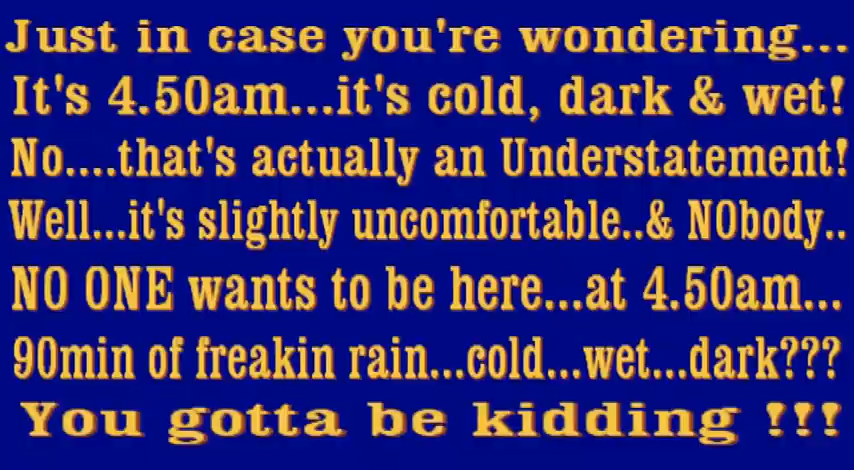 Just in case you're wondering...
It's 4.50am...it's cold, dark & wet!
No....that's actually an Understatement!
Well...it's slightly uncomfortable..& NObody..
NO ONE wants to be here...at 4.50am...
90min of freakin rain...cold...wet...dark???
You gotta be kidding !!!